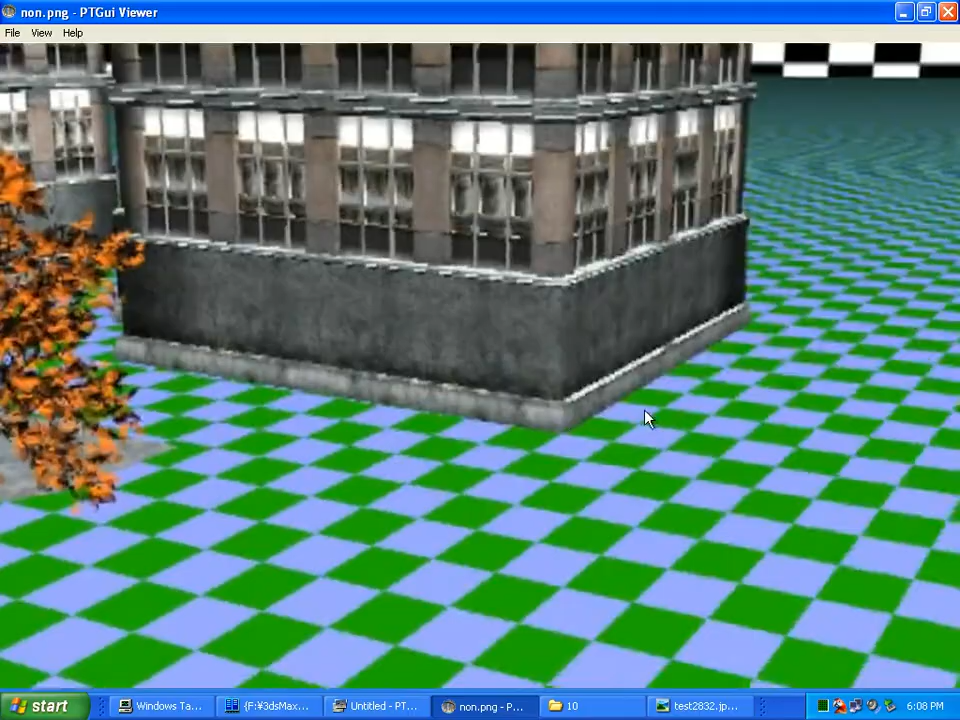 non.png - PTGui Viewer
File View Help
start
Windows Ta...
{F:¥3dsMax...
Untitled - PT...
non.png - P...
10
test2832.jp...
6:08 PM